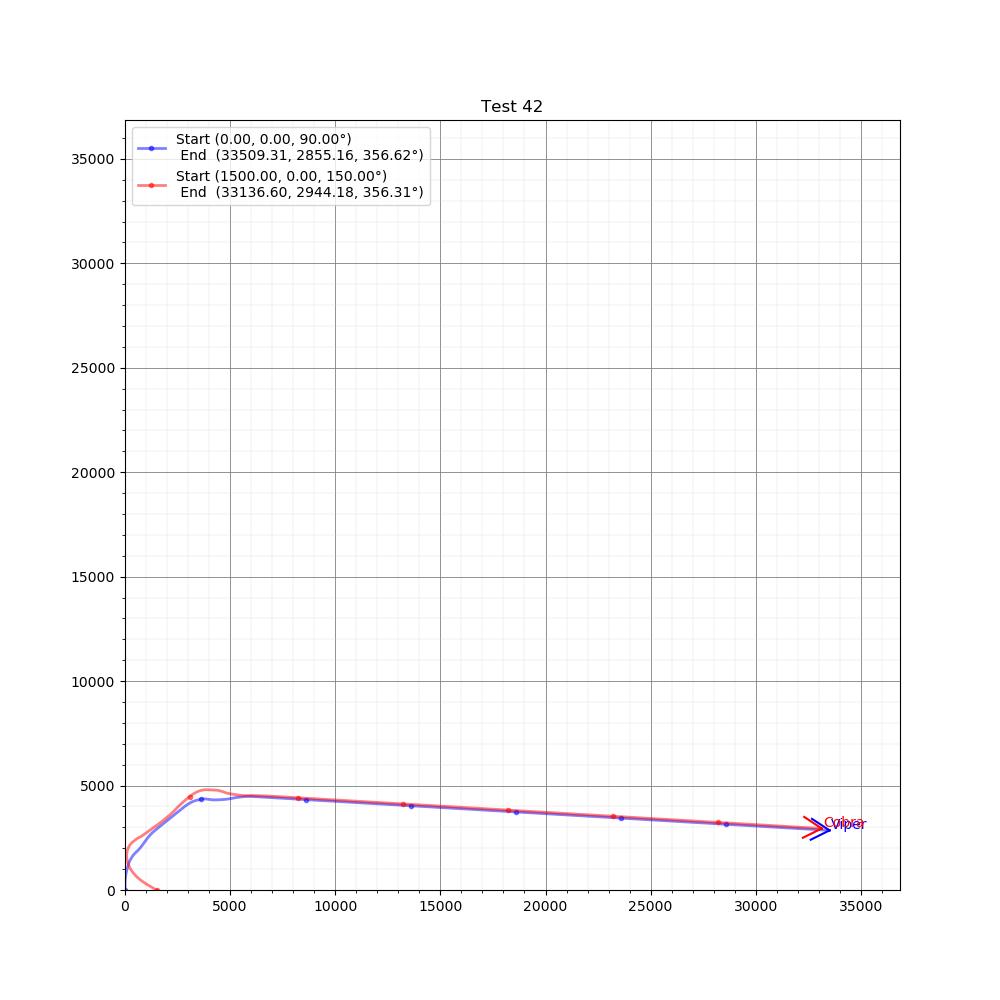 Test 42
Start (0.00, 0.00, 90.00°)
End (33509.31, 2855.16, 356.62°)
Start (1500.00, 0.00, 150.00°)
End (33136.60, 2944.18, 356.31°)
35000
30000
25000
20000
15000
10000
5000
0
Cobra
Viper
0 5000 10000 15000 20000 25000 30000 35000